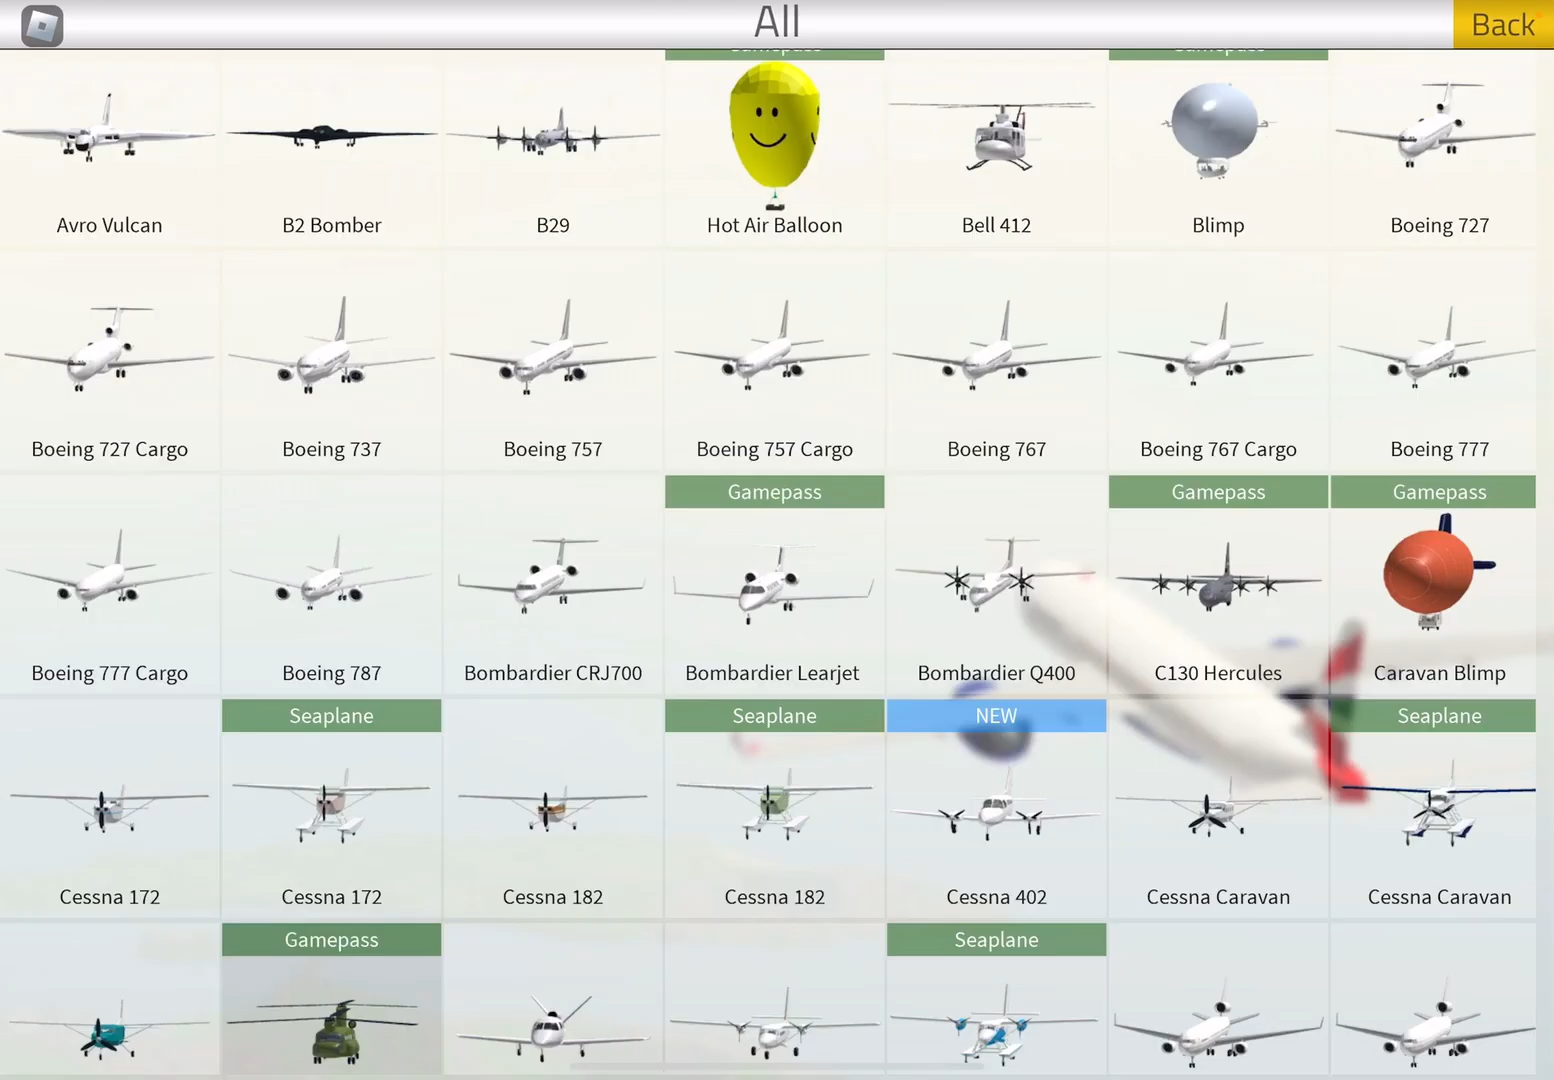 All
Back
Gamepass
Gamepass
Avro Vulcan
B2 Bomber
B29
Hot Air Balloon
Bell 412
Blimp
Boeing 727
Boeing 727 Cargo
Boeing 737
Boeing 757
Boeing 757 Cargo
Boeing 767
Boeing 767 Cargo
Boeing 777
Gamepass
Gamepass
Gamepass
Boeing 777 Cargo
Boeing 787
Bombardier CRJ700
Bombardier Learjet
Bombardier Q400
C130 Hercules
Caravan Blimp
Seaplane
Seaplane
NEW
Seaplane
Cessna 172
Cessna 172
Cessna 182
Cessna 182
Cessna 402
Cessna Caravan
Cessna Caravan
Gamepass
Seaplane